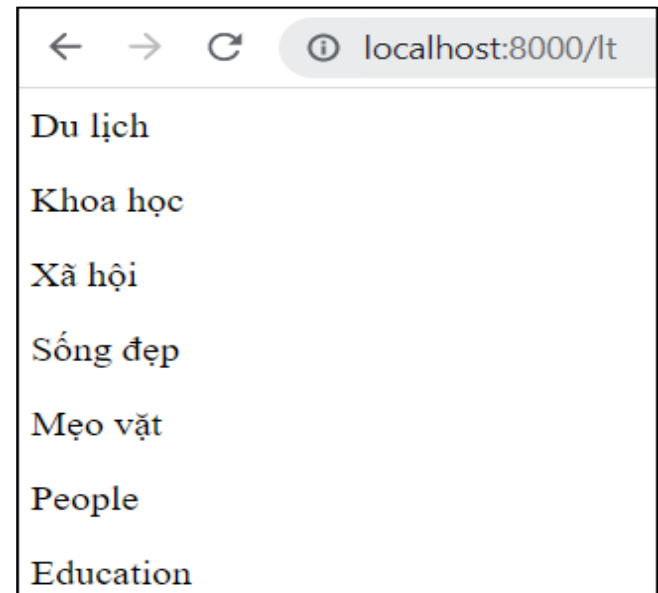 localhost:8000/lt
Du lịch
Khoa học
Xã hội
Sống đẹp
Mẹo vặt
People
Education